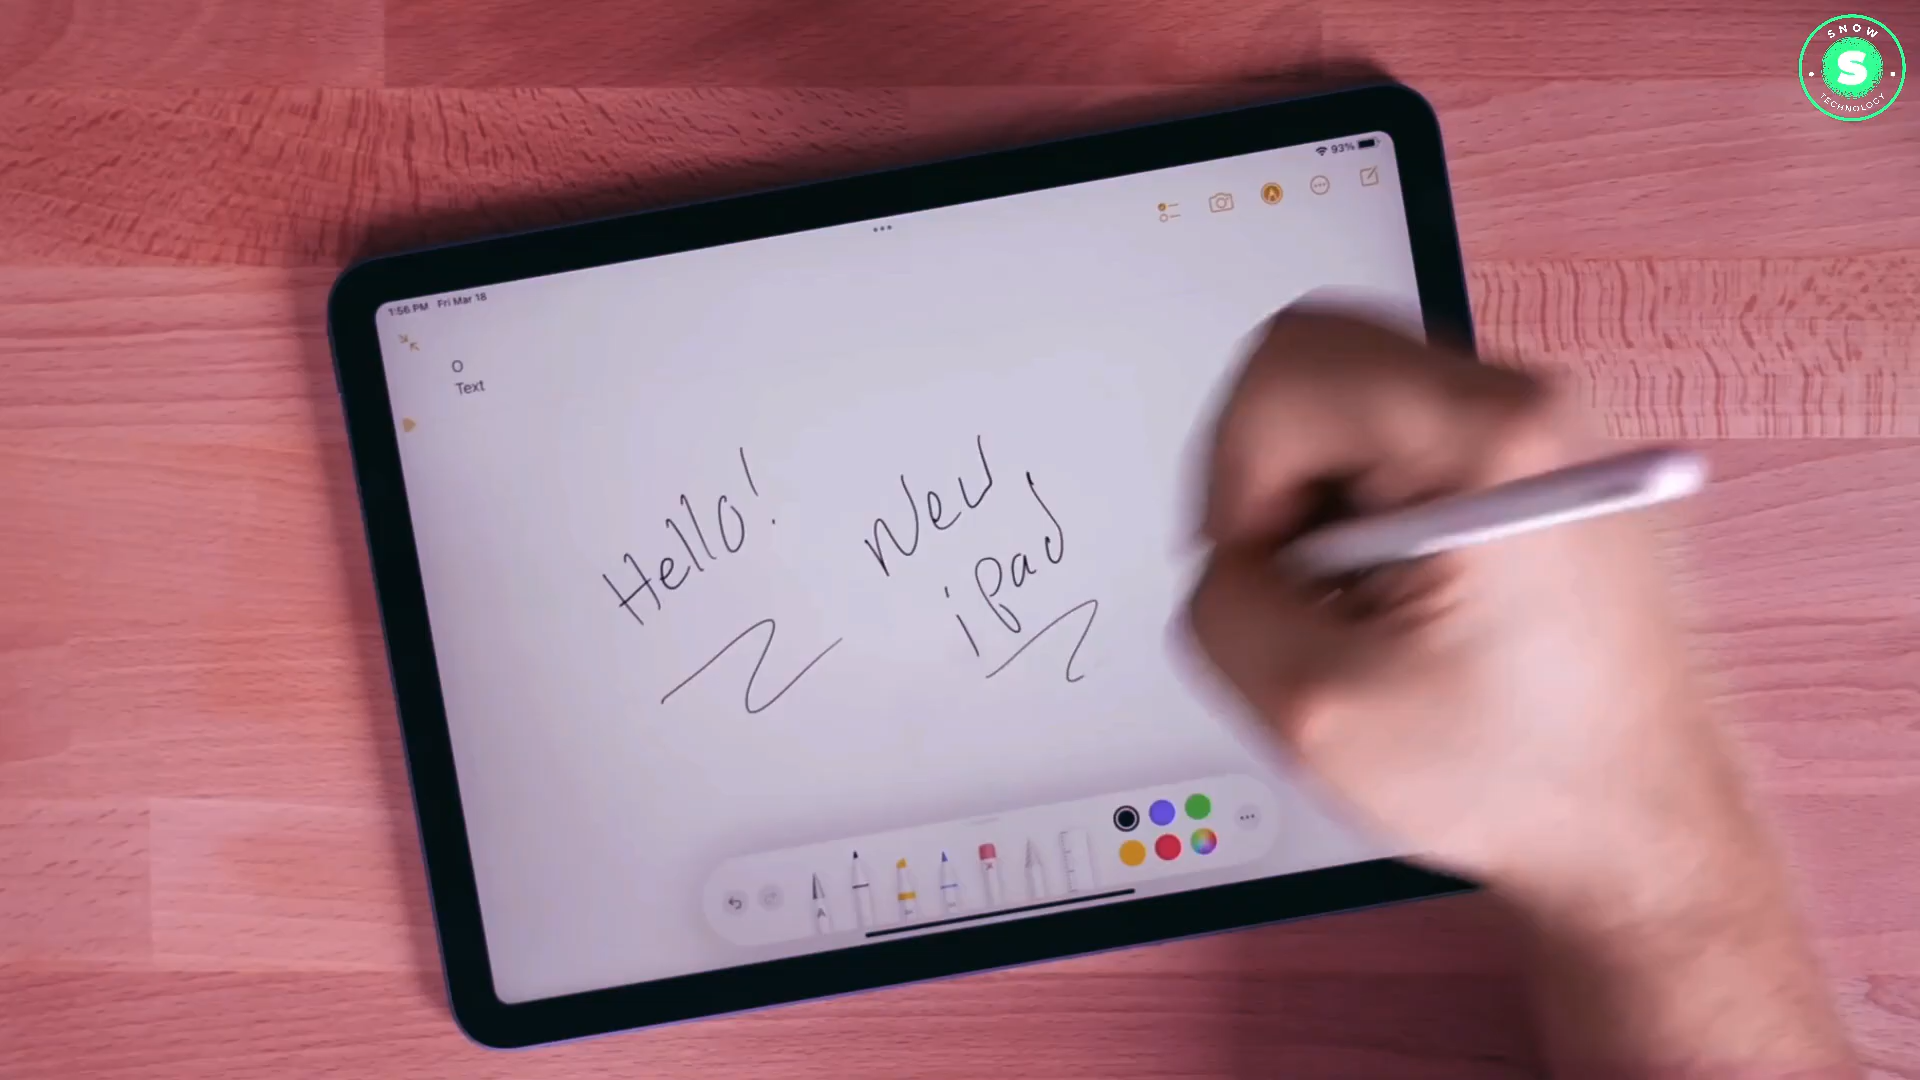 SNOW
S
TECHNOLOGY
93%
1:56 PM Fri Mar 18
O
Text
Hello!
New
iPad
A